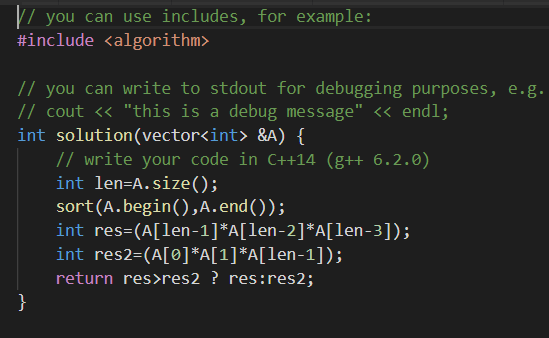 // you can use includes, for example:
#include <algorithm>
// you can write to stdout for debugging purposes, e.g.
// cout << "this is a debug message" << endl;
int solution(vector<int> &A) {
// write your code in C++14 (g++ 6.2.0)
int len=A.size();
sort(A.begin(),A.end());
int res=(A[len-1]*A[len-2]*A[len-3]);
int res2=(A[0]*A[1]*A[len-1]);
return res>res2 ? res:res2;
}